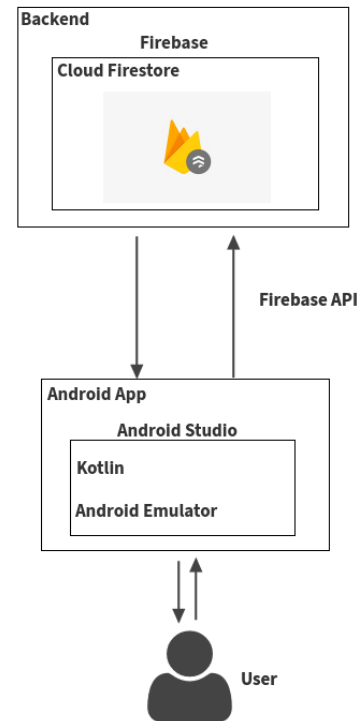 Backend
Firebase
Cloud Firestore
Firebase API
Android App
Android Studio
Kotlin
Android Emulator
User